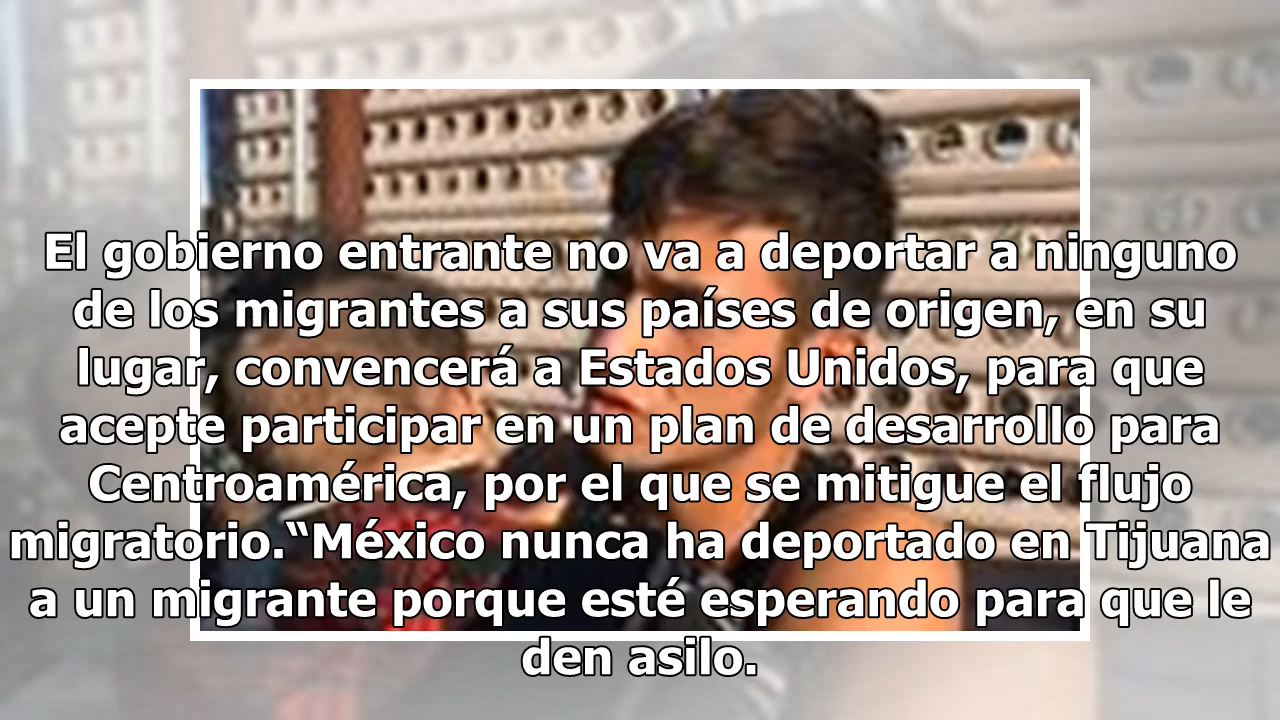 El gobierno entrante no va a deportar a ninguno
de los migrantes a sus países de origen, en su
lugar, convencerá a Estados Unidos, para que
acepte participar en un plan de desarrollo para
Centroamérica, por el que se mitigue el flujo
migratorio.“México nunca ha deportado en Tijuana
a un migrante porque esté esperando para que le
den asilo.